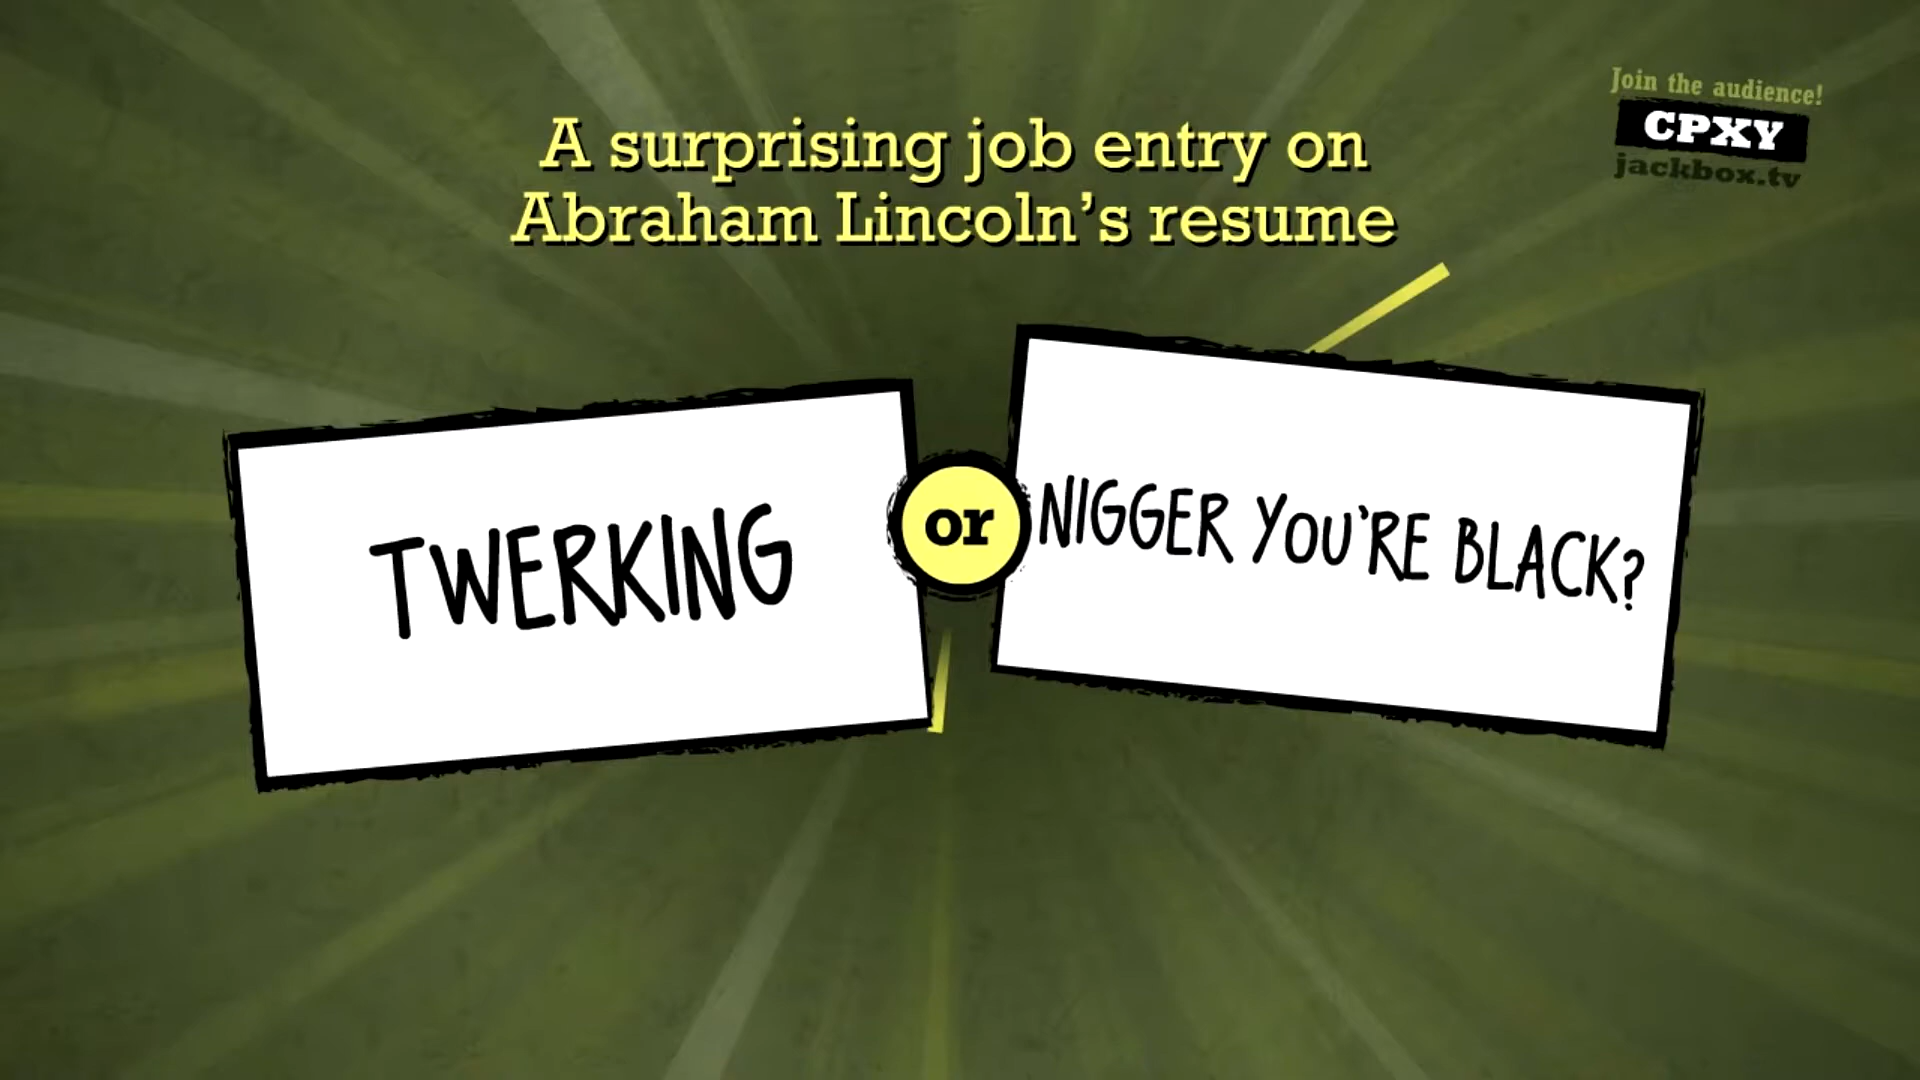 Join the audience!
CPXY
jackbox.tv
A surprising job entry on
Abraham Lincoln's resume
TWERKING
or
NIGGER YOU'RE BLACK?